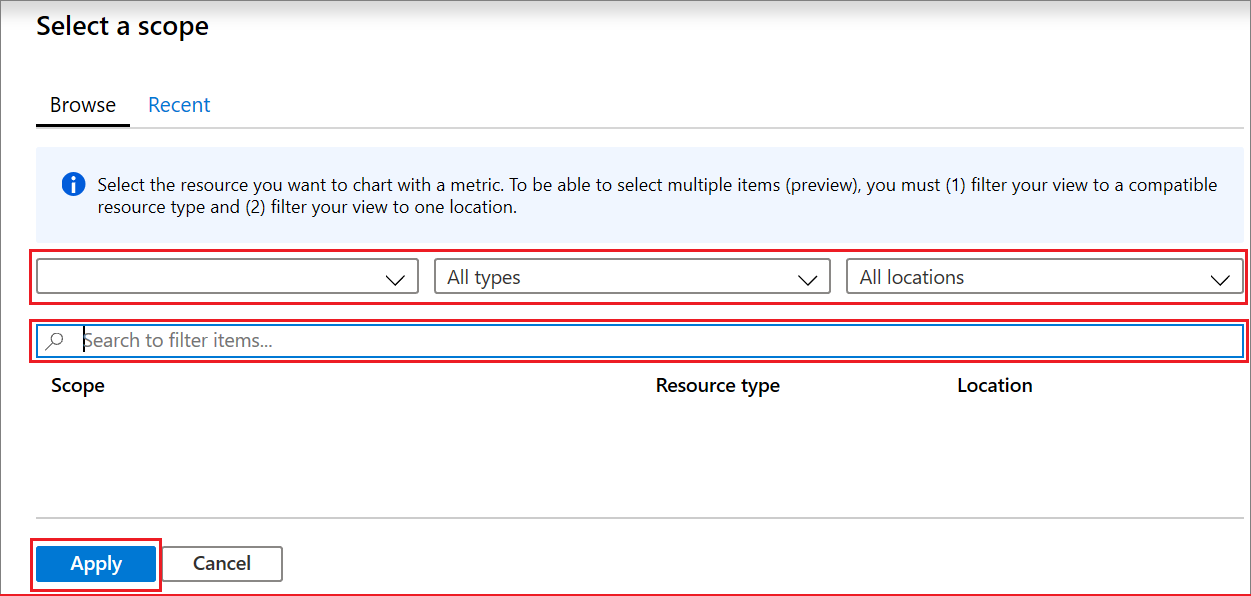 Select a scope
Browse Recent
Select the resource you want to chart with a metric. To be able to select multiple items (preview), you must (1) filter your view to a compatible
resource type and (2) filter your view to one location.
All types All locations
Search to filter items...
Scope Resource type Location
Apply Cancel